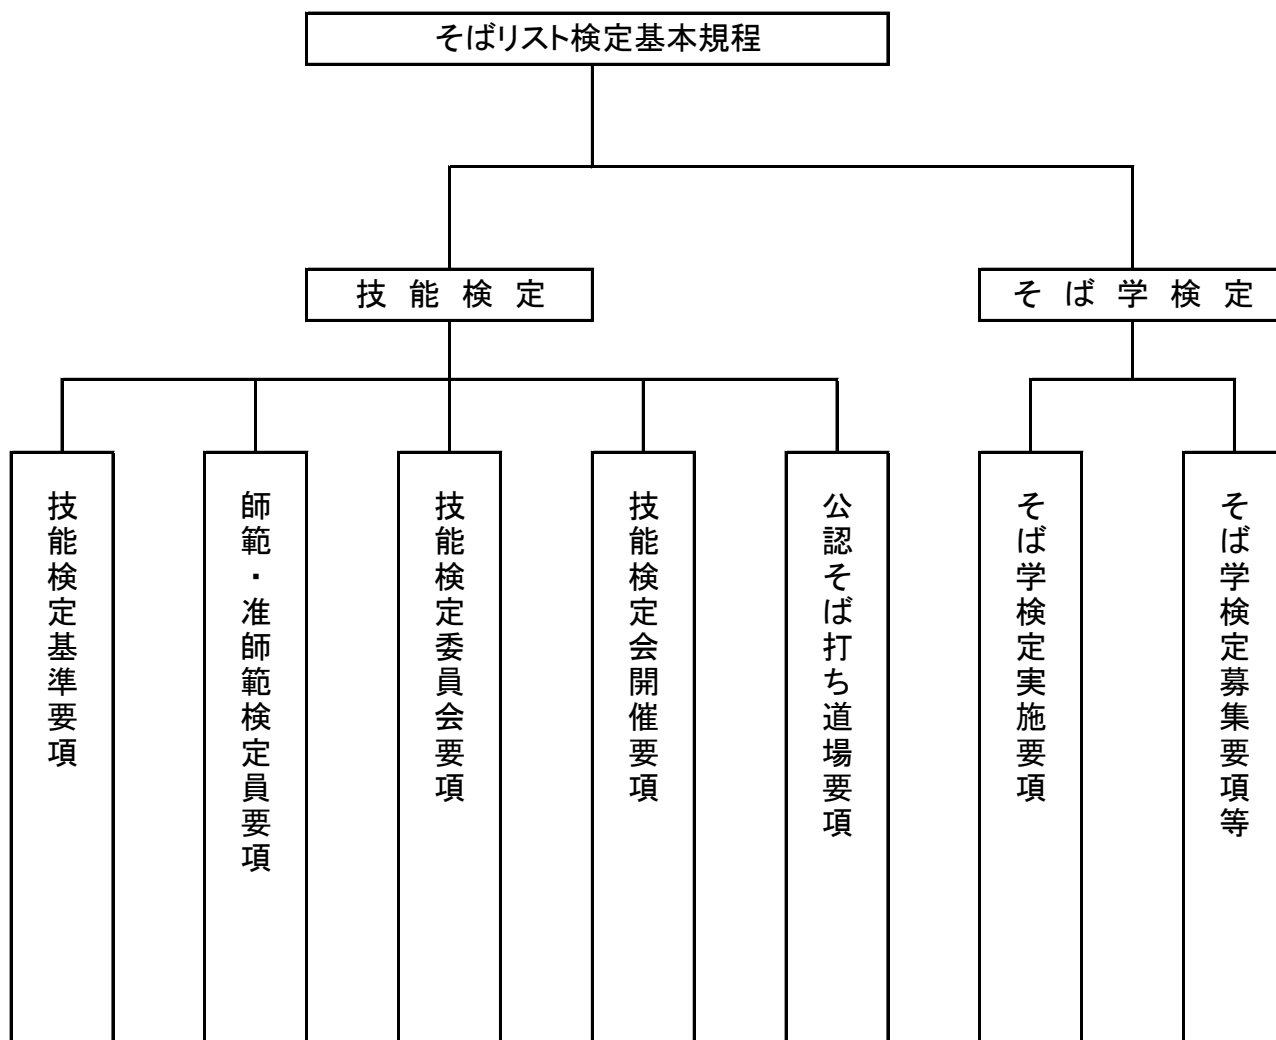 そばリスト検定基本規程
技能検定
そば学検定
技能検定基準要項
師範・准師範検定員要項
技能検定委員会要項
技能検定会開催要項
公認そば打ち道場要項
そば学検定実施要項
そば学検定募集要項等